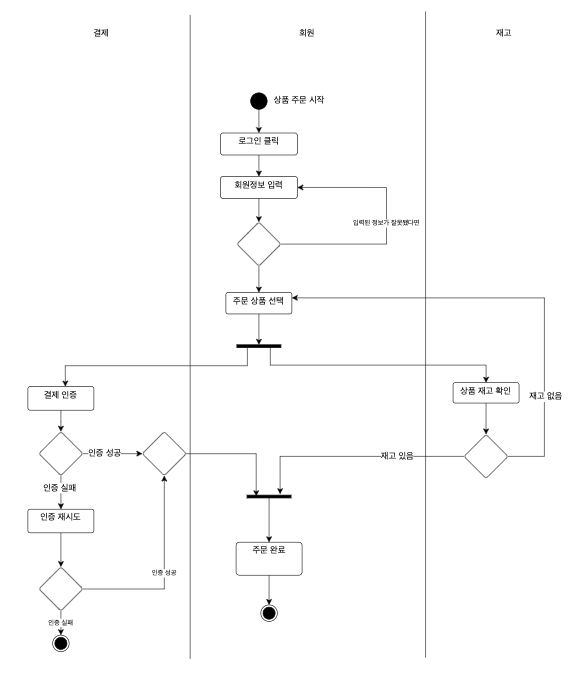 결제
회원
재고
상품 주문 시작
로그인 클릭
회원정보 입력
입력된 정보가 잘못됐다면
주문 상품 선택
결제 인증
상품 재고 확인
재고 없음
인증 성공
재고 있음
인증 실패
인증 재시도
주문 완료
인증 성공
인증 실패